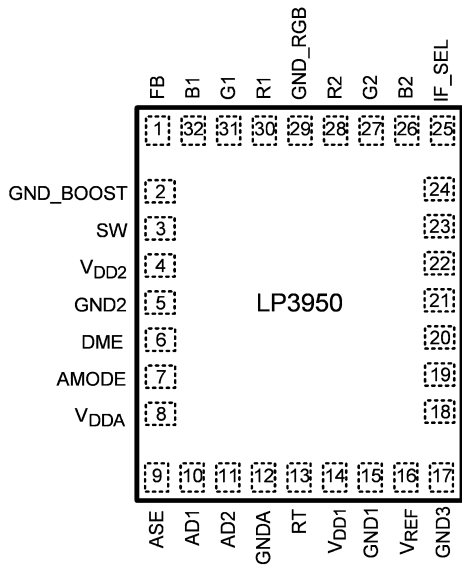 FB B1 G1 R1 GND_RGB R2 G2 B2 IF_SEL
1 32 31 30 29 28 27 26 25
GND_BOOST 2 24
SW 3 23
VDD2 4 22
GND2 5 LP3950 21
DME 6 20
AMODE 7 19
VDDA 8 18
9 10 11 12 13 14 15 16 17
ASE AD1 AD2 GNDA RT VDD1 GND1 VREF GND3